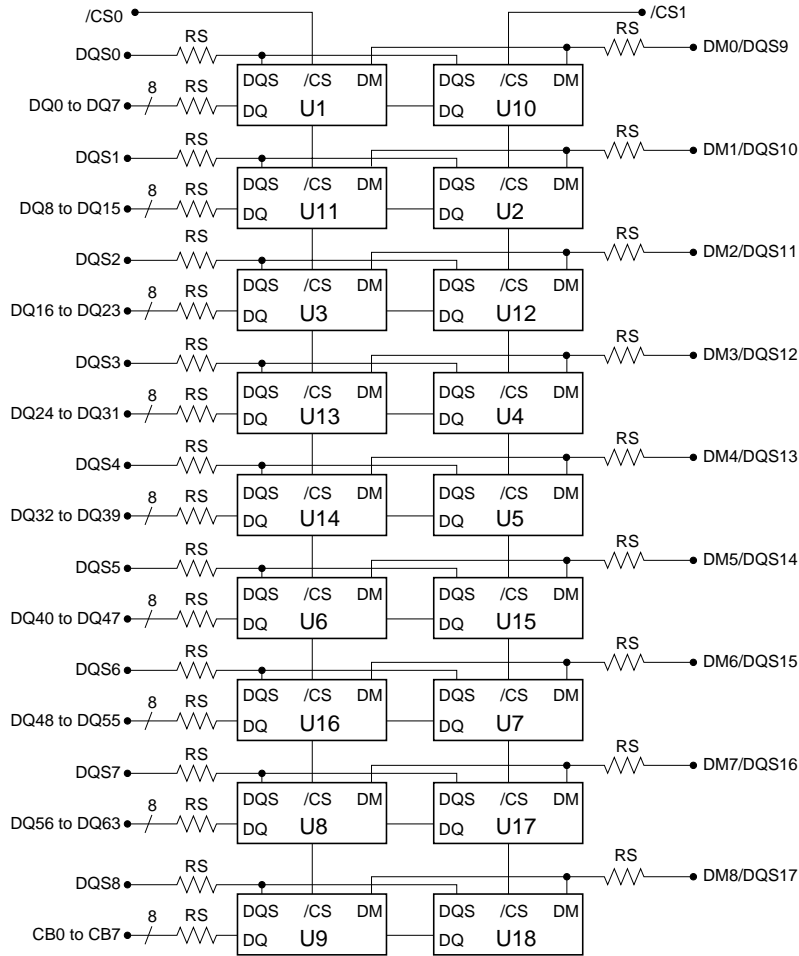 /CS0 /CS1
RS RS
DQS0 DM0/DQS9
8 RS DQS /CS DM DQS /CS DM
DQ0 to DQ7 DQ U1 DQ U10
RS RS
DQS1 DM1/DQS10
8 RS DQS /CS DM DQS /CS DM
DQ8 to DQ15 DQ U11 DQ U2
RS RS
DQS2 DM2/DQS11
8 RS DQS /CS DM DQS /CS DM
DQ16 to DQ23 DQ U3 DQ U12
RS RS
DQS3 DM3/DQS12
8 RS DQS /CS DM DQS /CS DM
DQ24 to DQ31 DQ U13 DQ U4
RS RS
DQS4 DM4/DQS13
8 RS DQS /CS DM DQS /CS DM
DQ32 to DQ39 DQ U14 DQ U5
RS RS
DQS5 DM5/DQS14
8 RS DQS /CS DM DQS /CS DM
DQ40 to DQ47 DQ U6 DQ U15
RS RS
DQS6 DM6/DQS15
8 RS DQS /CS DM DQS /CS DM
DQ48 to DQ55 DQ U16 DQ U7
RS RS
DQS7 DM7/DQS16
8 RS DQS /CS DM DQS /CS DM
DQ56 to DQ63 DQ U8 DQ U17
RS RS
DQS8 DM8/DQS17
8 RS DQS /CS DM DQS /CS DM
CB0 to CB7 DQ U9 DQ U18